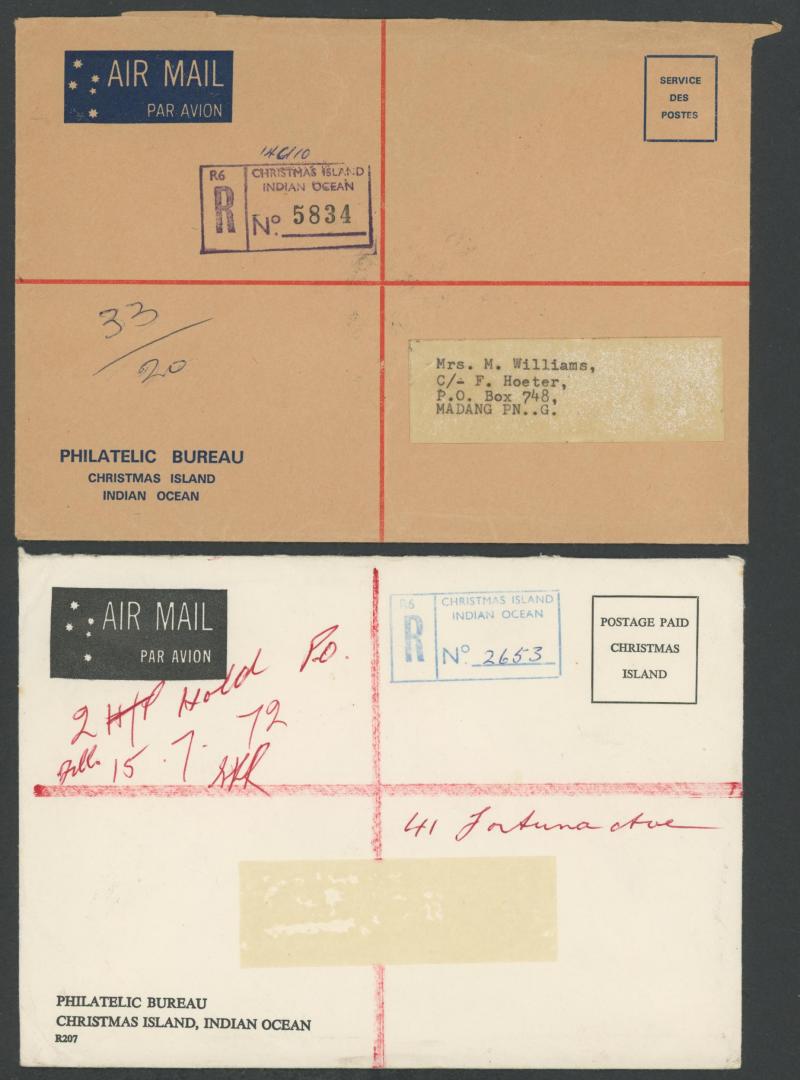 AIR MAIL
PAR AVION
SERVICE
DES
POSTES
R6
R
CHRISTMAS ISLAND
INDIAN OCEAN
Nº. 5834
33
20
Mrs. M. Williams,
C/- F. Hoeter,
P.O. Box 748,
MADANG PN..G.
PHILATELIC BUREAU
CHRISTMAS ISLAND
INDIAN OCEAN
AIR MAIL
PAR AVION
R6
R
CHRISTMAS ISLAND
INDIAN OCEAN
Nº. 2653
POSTAGE PAID
CHRISTMAS
ISLAND
2 Hold Po.
15.7.72
41 Fortuna Ave
PHILATELIC BUREAU
CHRISTMAS ISLAND, INDIAN OCEAN
R207